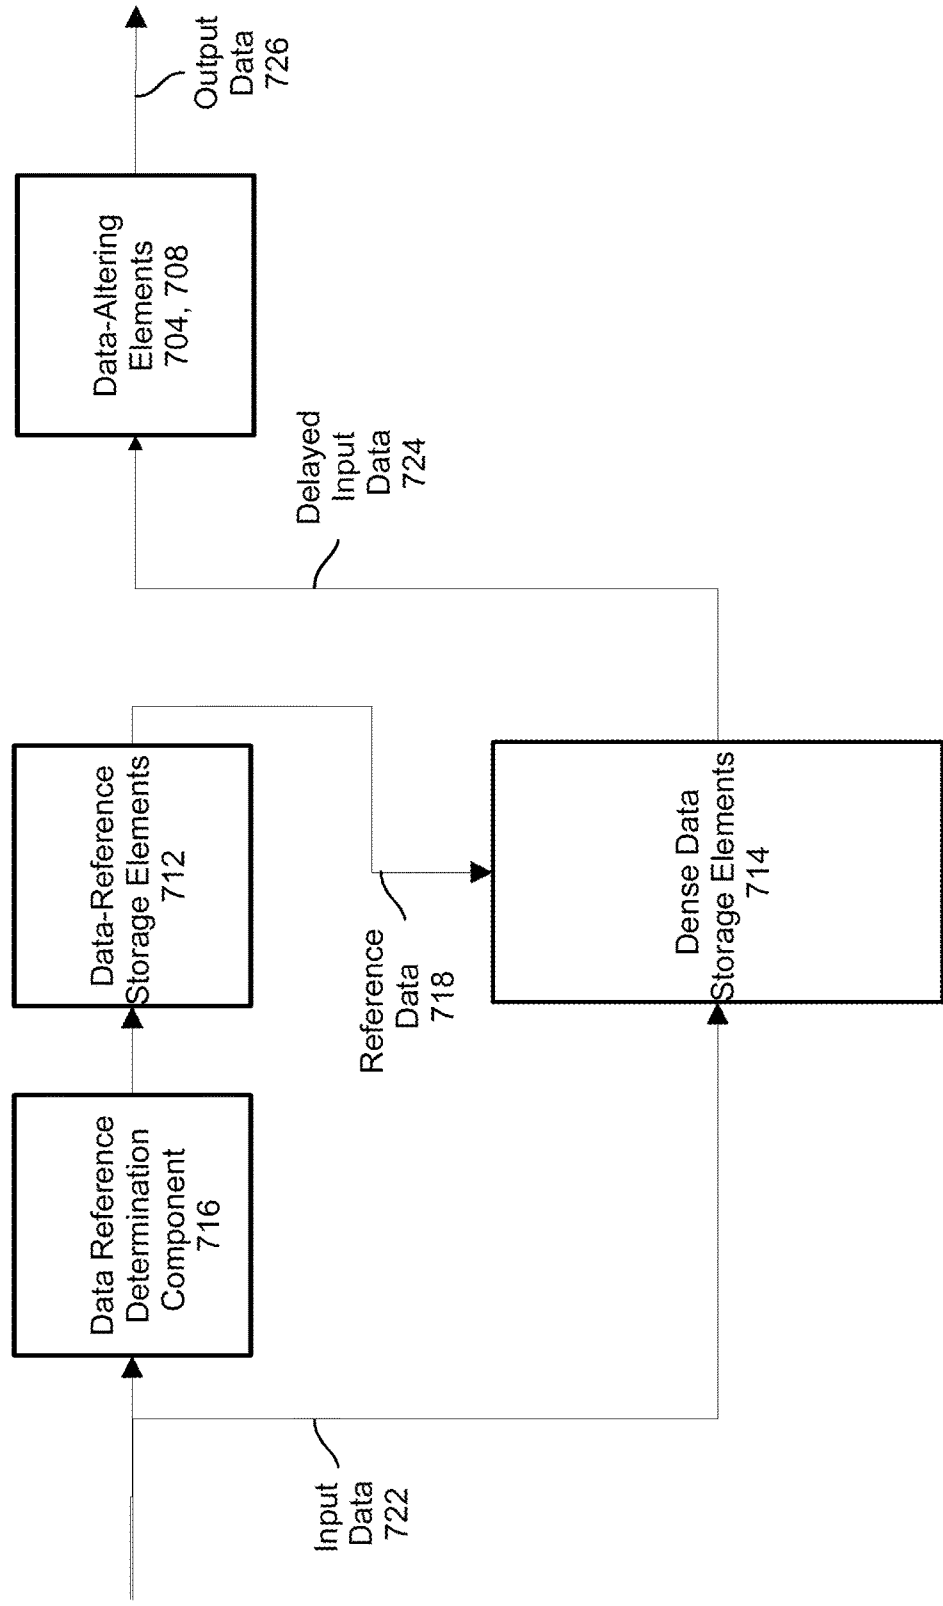 Input
Data
722
Data Reference
Determination
Component
716
Data-Reference
Storage Elements
712
Reference
Data
718
Dense Data
Storage Elements
714
Delayed
Input
Data
724
Data-Altering
Elements
704, 708
Output
Data
726